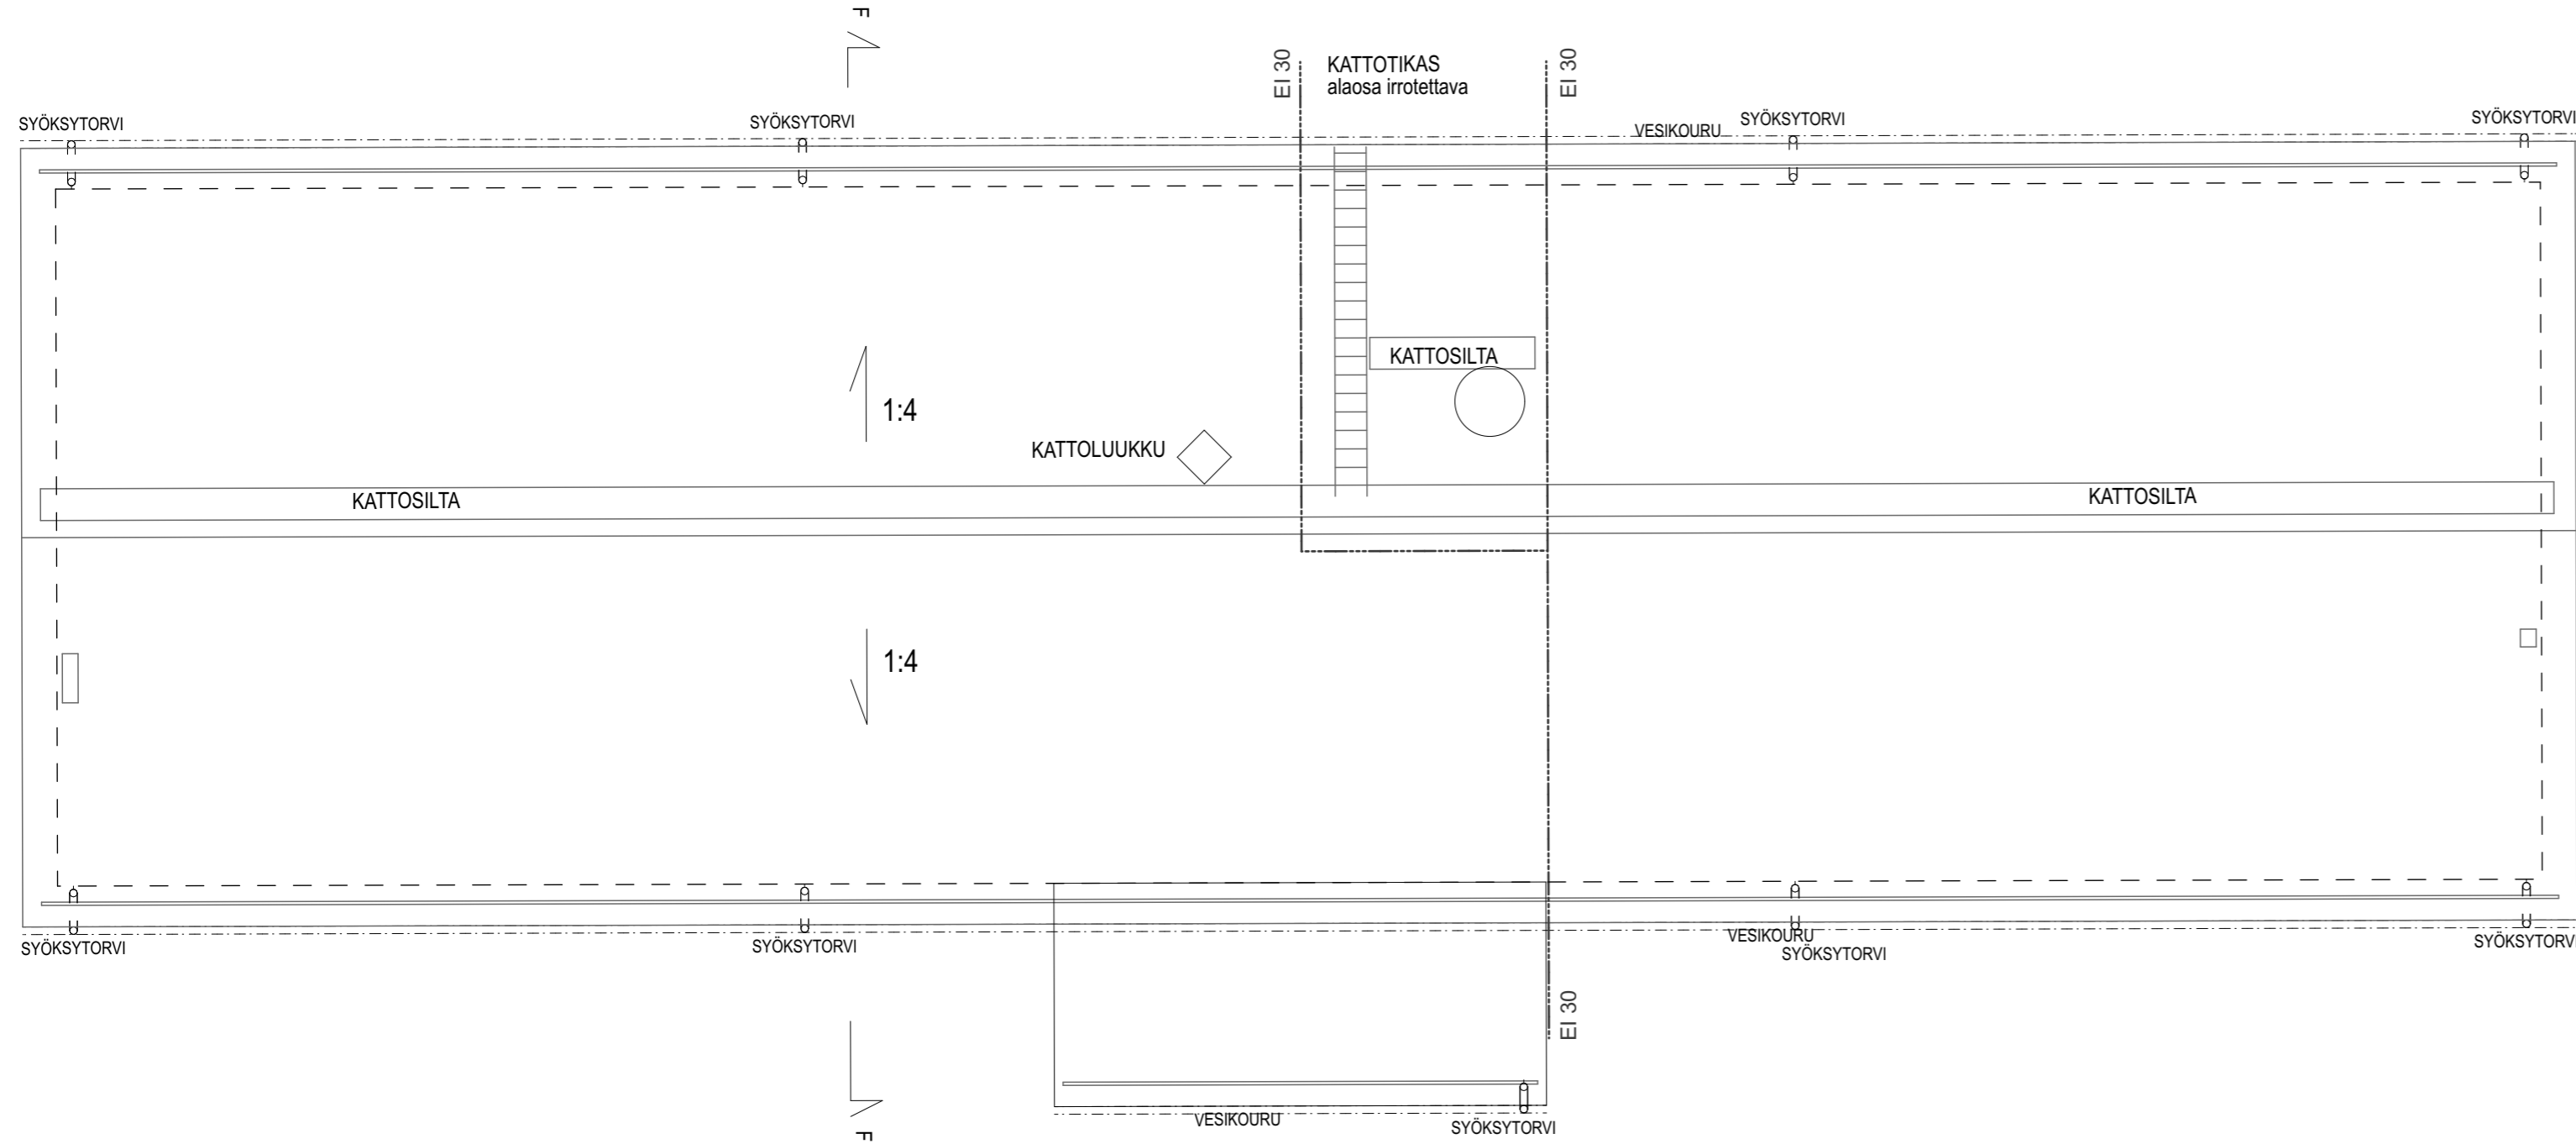 F
EI 30
KATTOTIKAS
alaosa irrotettava
EI 30
SYÖKSYTORVI
SYÖKSYTORVI
VESIKOURU
SYÖKSYTORVI
SYÖKSYTORVI
KATTOSILTA
1:4
KATTOLUUKKU
KATTOSILTA
KATTOSILTA
1:4
SYÖKSYTORVI
SYÖKSYTORVI
VESIKOURU
SYÖKSYTORVI
SYÖKSYTORVI
EI 30
VESIKOURU
SYÖKSYTORVI
F